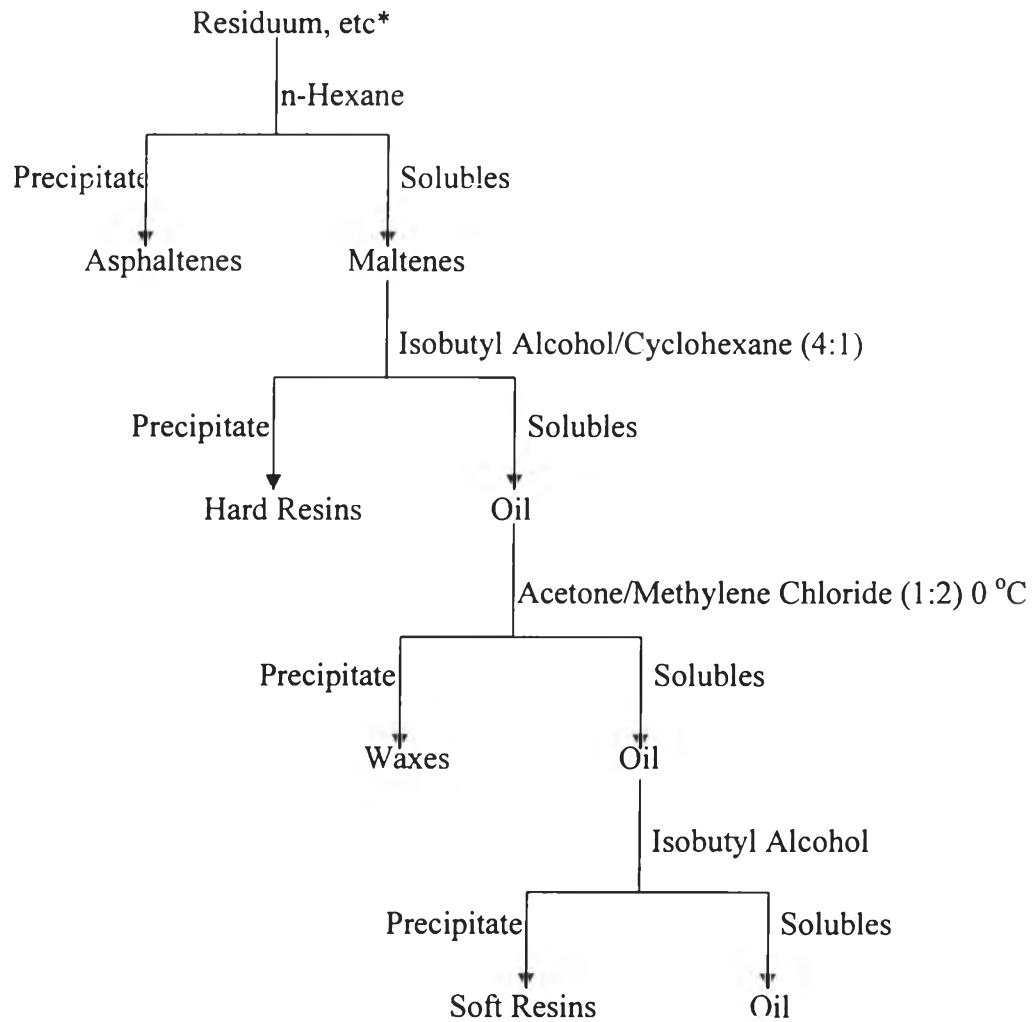 Residuum, etc*
n-Hexane
Precipitate
Solubles
Asphaltenes
Maltenes
Isobutyl Alcohol/Cyclohexane (4:1)
Precipitate
Solubles
Hard Resins
Oil
Acetone/Methylene Chloride (1:2) 0 °C
Precipitate
Solubles
Waxes
Oil
Isobutyl Alcohol
Precipitate
Solubles
Soft Resins
Oil